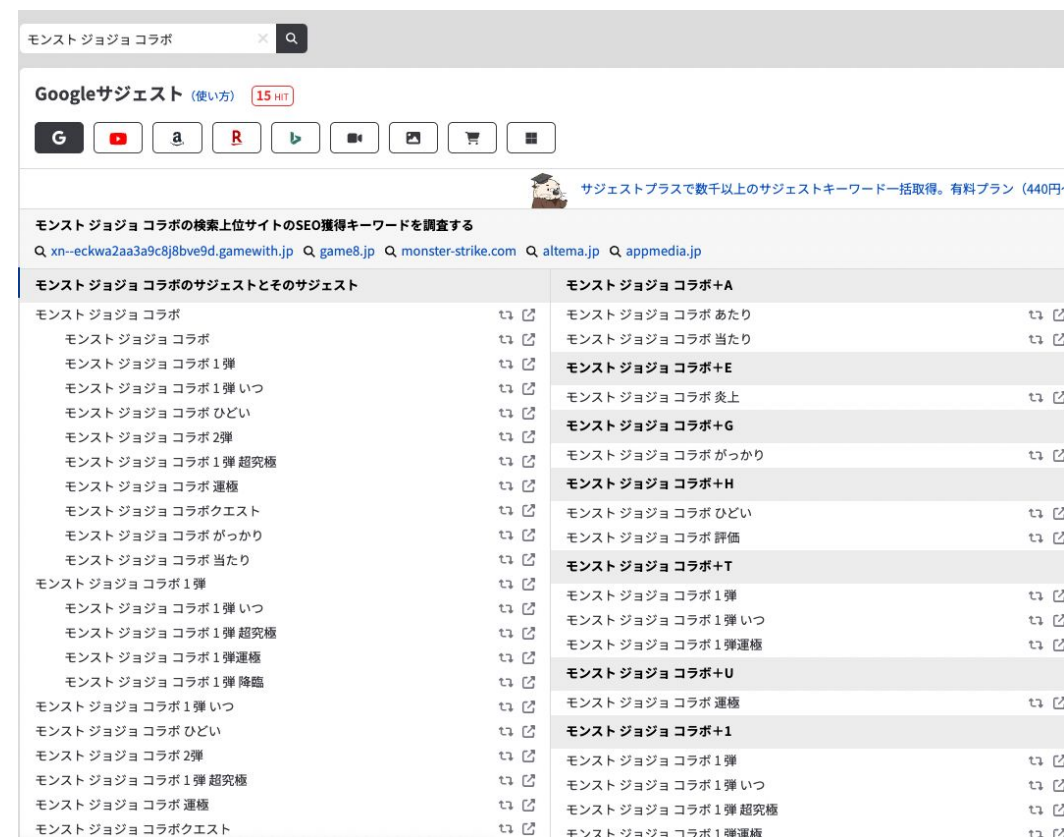 モンスト ジョジョ コラボ
Googleサジェスト (使い方) 15 HIT
サジェストプラスで数千以上のサジェストキーワード一括取得。有料プラン（440円~
モンスト ジョジョ コラボの検索上位サイトのSEO獲得キーワードを調査する
xn--eckwa2aa3a9c8j8bve9d.gamewith.jp game8.jp monster-strike.com altema.jp appmedia.jp
モンスト ジョジョ コラボのサジェストとそのサジェスト
モンスト ジョジョ コラボ
モンスト ジョジョ コラボ
モンスト ジョジョ コラボ 1 弾
モンスト ジョジョ コラボ 1 弾 いつ
モンスト ジョジョ コラボ ひどい
モンスト ジョジョ コラボ 2弾
モンスト ジョジョ コラボ 1 弾 超究極
モンスト ジョジョ コラボ 運極
モンスト ジョジョ コラボクエスト
モンスト ジョジョ コラボ がっかり
モンスト ジョジョ コラボ 当たり
モンスト ジョジョ コラボ 1 弾
モンスト ジョジョ コラボ 1 弾 いつ
モンスト ジョジョ コラボ 1 弾 超究極
モンスト ジョジョ コラボ 1 弾運極
モンスト ジョジョ コラボ 1 弾 降臨
モンスト ジョジョ コラボ 1 弾 いつ
モンスト ジョジョ コラボ ひどい
モンスト ジョジョ コラボ 2弾
モンスト ジョジョ コラボ 1 弾 超究極
モンスト ジョジョ コラボ 運極
モンスト ジョジョ コラボクエスト
モンスト ジョジョ コラボ+A
モンスト ジョジョ コラボ あたり
モンスト ジョジョ コラボ 当たり
モンスト ジョジョ コラボ+E
モンスト ジョジョ コラボ 炎上
モンスト ジョジョ コラボ+G
モンスト ジョジョ コラボ がっかり
モンスト ジョジョ コラボ+H
モンスト ジョジョ コラボ ひどい
モンスト ジョジョ コラボ 評価
モンスト ジョジョ コラボ+T
モンスト ジョジョ コラボ 1 弾
モンスト ジョジョ コラボ 1 弾 いつ
モンスト ジョジョ コラボ 1 弾運極
モンスト ジョジョ コラボ+U
モンスト ジョジョ コラボ 運極
モンスト ジョジョ コラボ+1
モンスト ジョジョ コラボ 1 弾
モンスト ジョジョ コラボ 1 弾 いつ
モンスト ジョジョ コラボ 1 弾 超究極
モンスト ジョジョ コラボ 1 弾運極